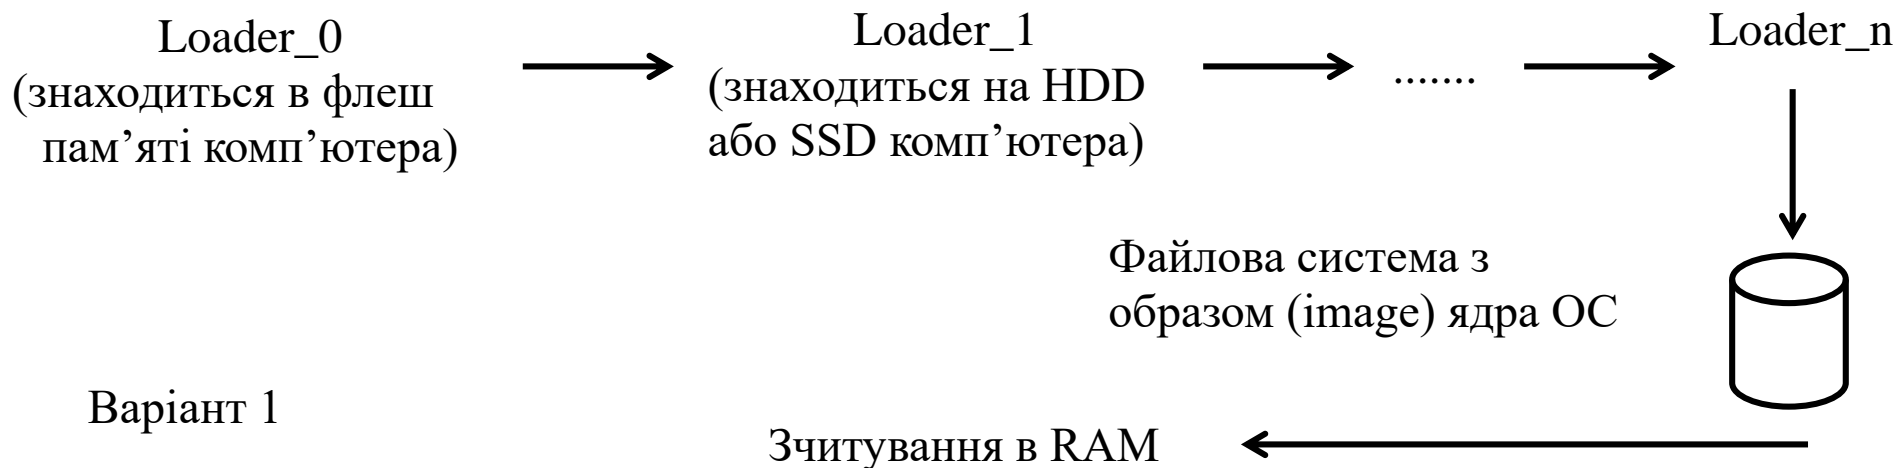 Loader_0
(знаходиться в флеш
пам’яті комп’ютера)
Loader_1
(знаходиться на HDD
або SSD комп’ютера)
.......
Loader_n
Файлова система з
образом (image) ядра ОС
Варіант 1
Зчитування в RAM